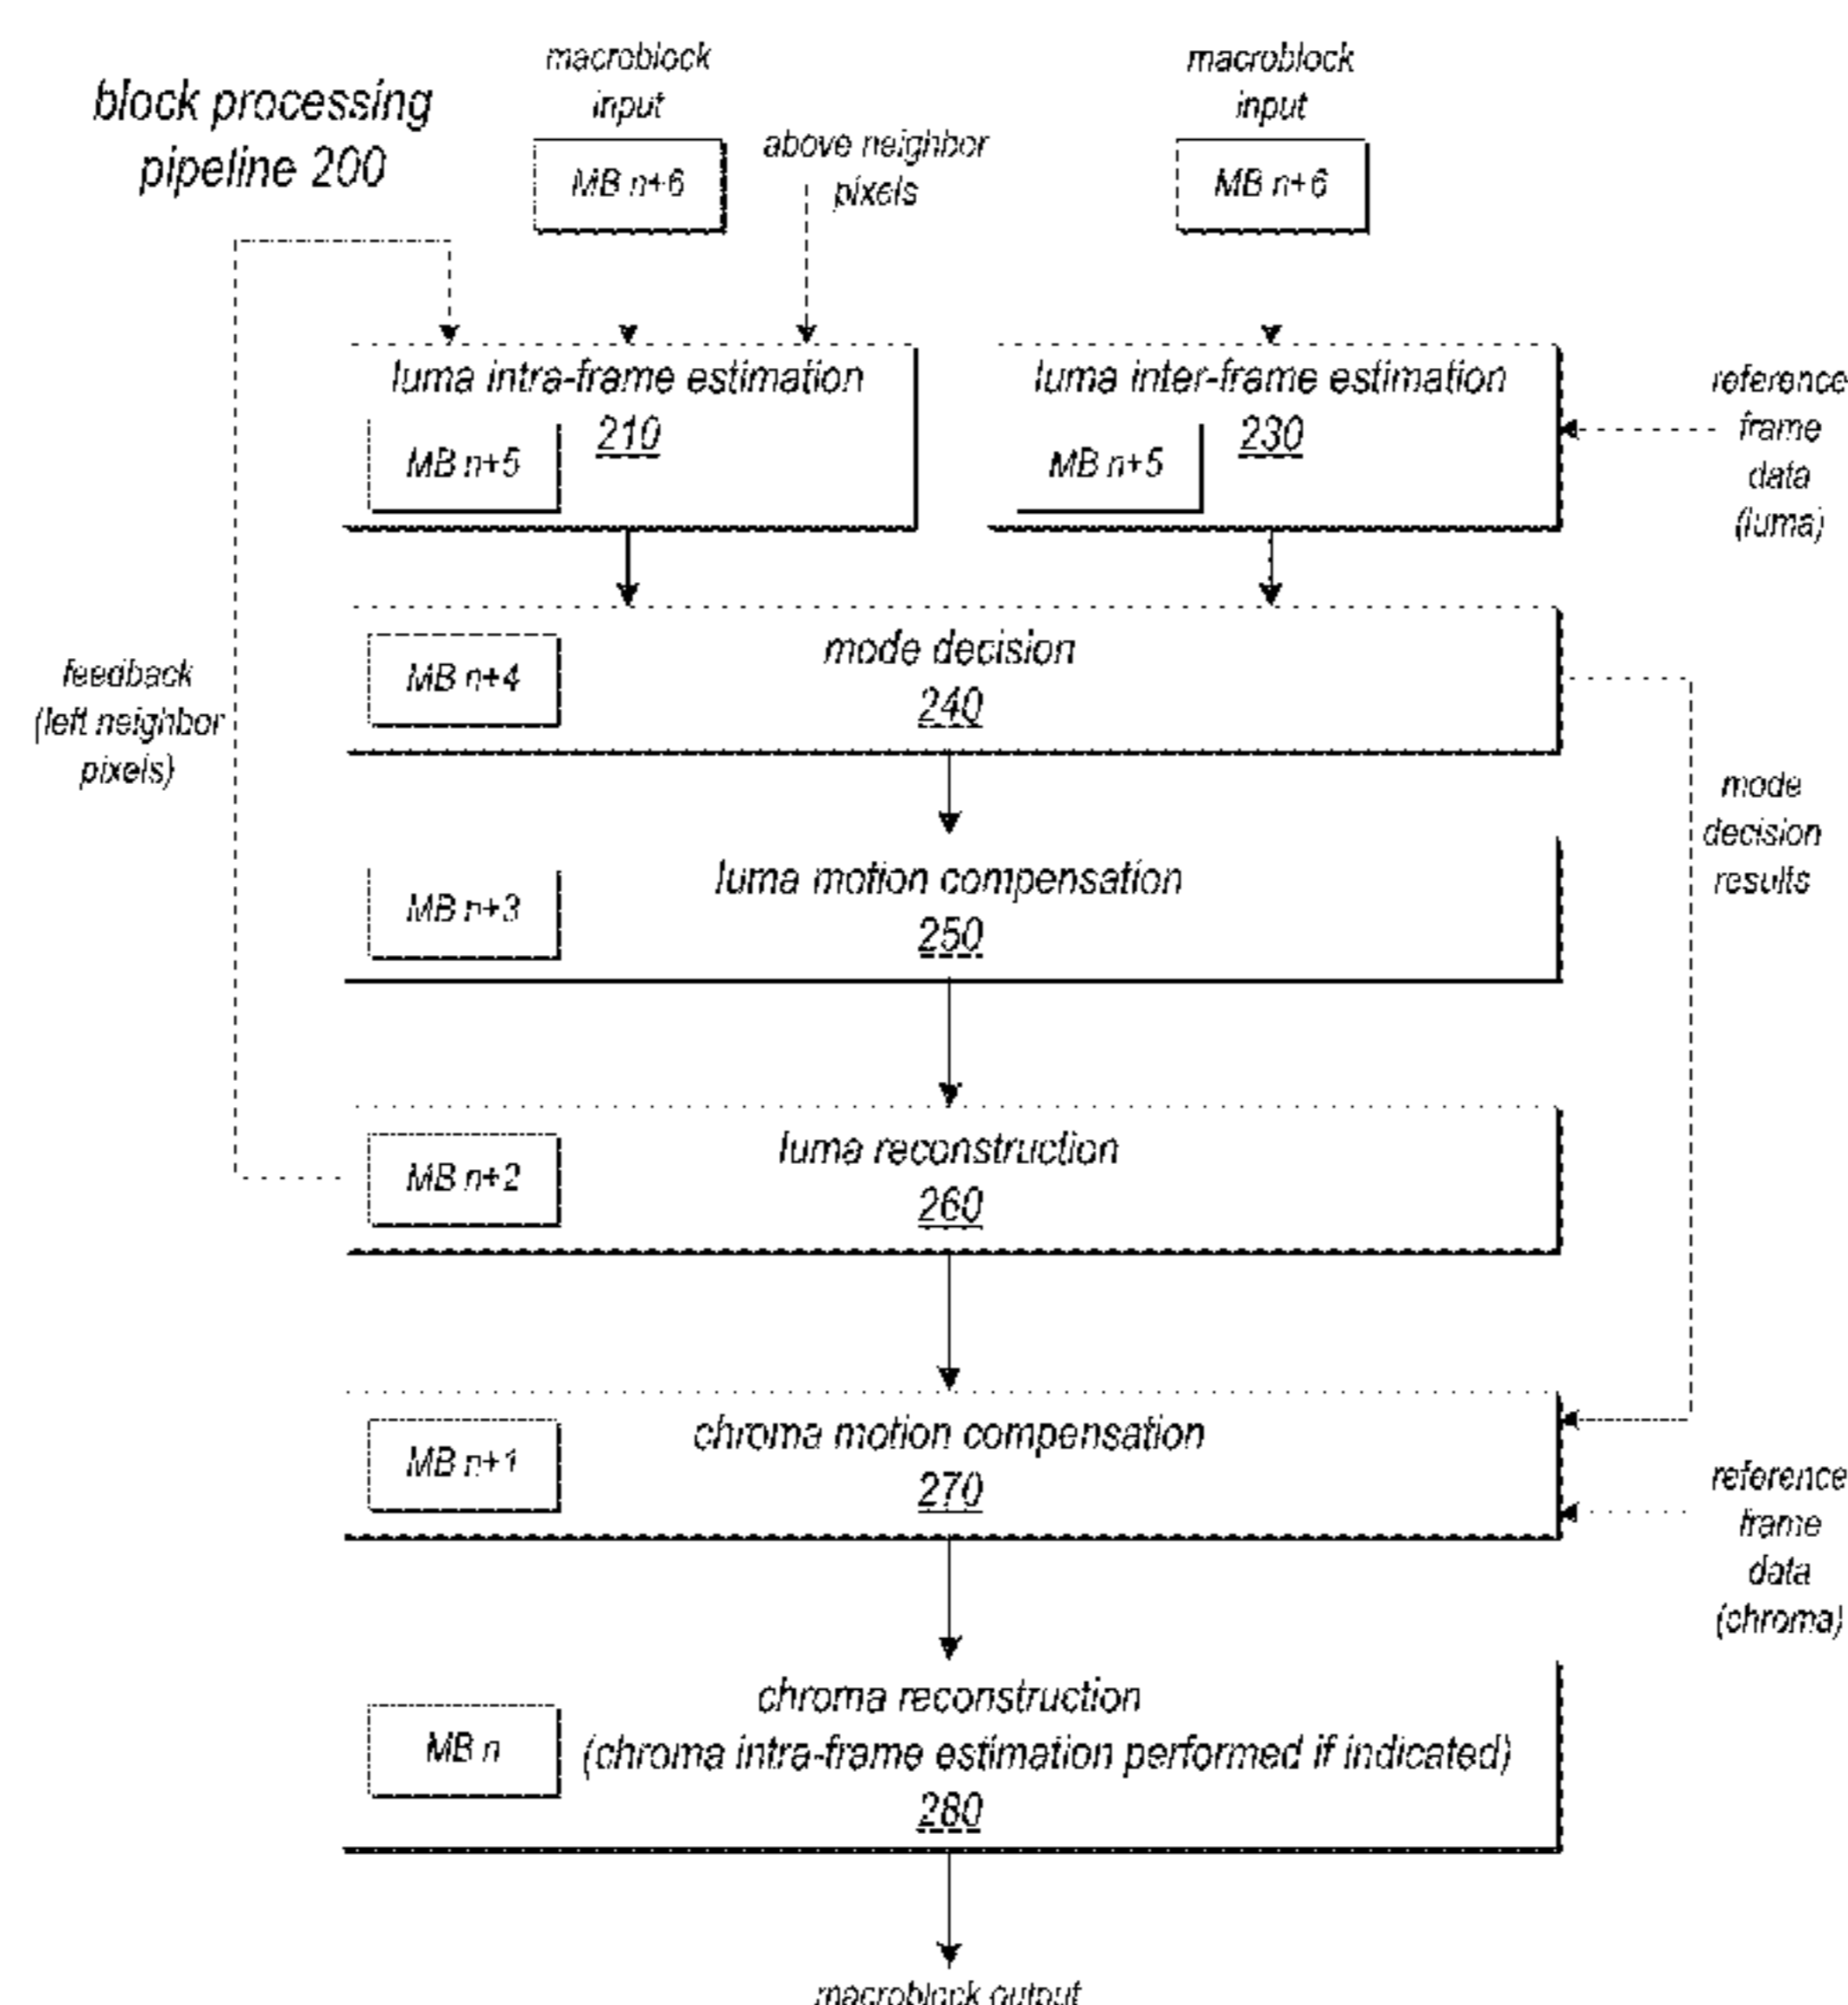 block processing
pipeline 200
macroblock
input
MB n+6
above neighbor
pixels
macroblock
input
MB n+6
luma intra-frame estimation
210
MB n+5
luma inter-frame estimation
230
MB n+5
reference
frame
data
(luma)
mode decision
240
MB n+4
feedback
(left neighbor
pixels)
mode
decision
results
luma motion compensation
250
MB n+3
luma reconstruction
260
MB n+2
chroma motion compensation
270
MB n+1
reference
frame
data
(chroma)
chroma reconstruction
(chroma intra-frame estimation performed if indicated)
280
MB n
macroblock output